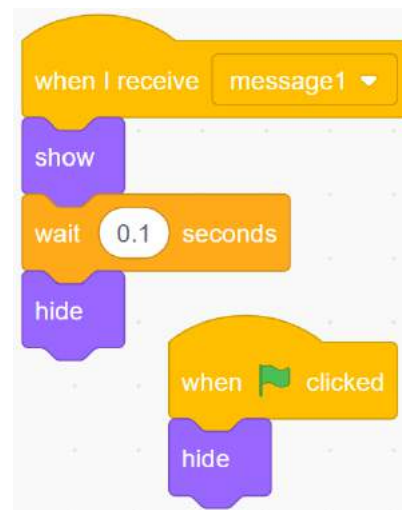 when I receive message1
show
wait 0.1 seconds
hide
when clicked
hide